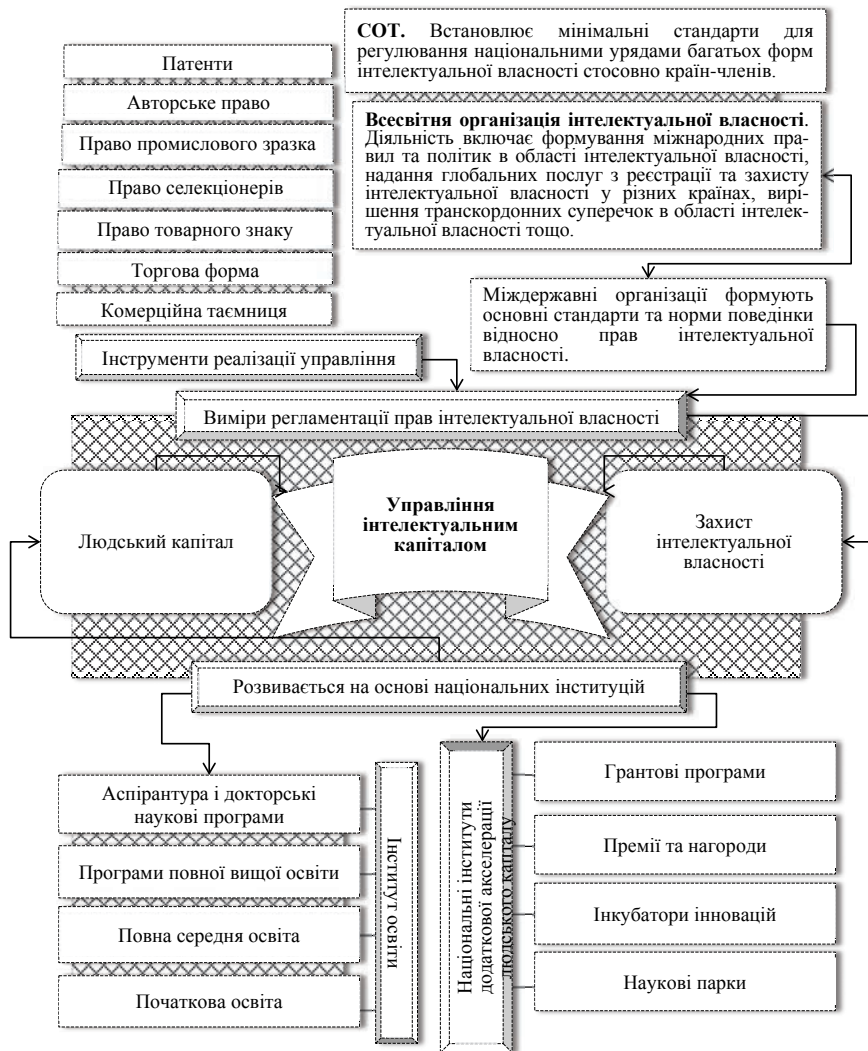 Патенти
Авторське право
Право промислового зразка
Право селекціонерів
Право товарного знаку
Торгова форма
Комерційна таємниця
СОТ. Встановлює мінімальні стандарти для
регулювання національними урядами багатьох форм
інтелектуальної власності стосовно країн-членів.
Всесвітня організація інтелектуальної власності.
Діяльність включає формування міжнародних пра-
вил та політик в області інтелектуальної власності,
надання глобальних послуг з реєстрації та захисту
інтелектуальної власності у різних країнах, вирі-
шення транскордонних суперечок в області інтелек-
туальної власності тощо.
Міждержавні організації формують
основні стандарти та норми поведінки
відносно прав інтелектуальної
власності.
Інструменти реалізації управління
Виміри регламентації прав інтелектуальної власності
Людський капітал
Управління
інтелектуальним
капіталом
Захист
інтелектуальної
власності
Розвивається на основі національних інституцій
Аспірантура і докторські
наукові програми
Програми повної вищої освіти
Повна середня освіта
Початкова освіта
Інститут освіти
Національні інститути
додаткової акселерації
людського капталу
Грантові програми
Премії та нагороди
Інкубатори інновацій
Наукові парки